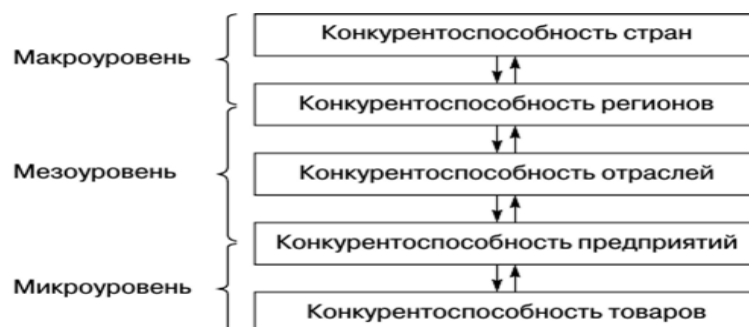 Конкурентоспособность стран
Макроуровень
Конкурентоспособность регионов
Мезоуровень
Конкурентоспособность отраслей
Конкурентоспособность предприятий
Микроуровень
Конкурентоспособность товаров